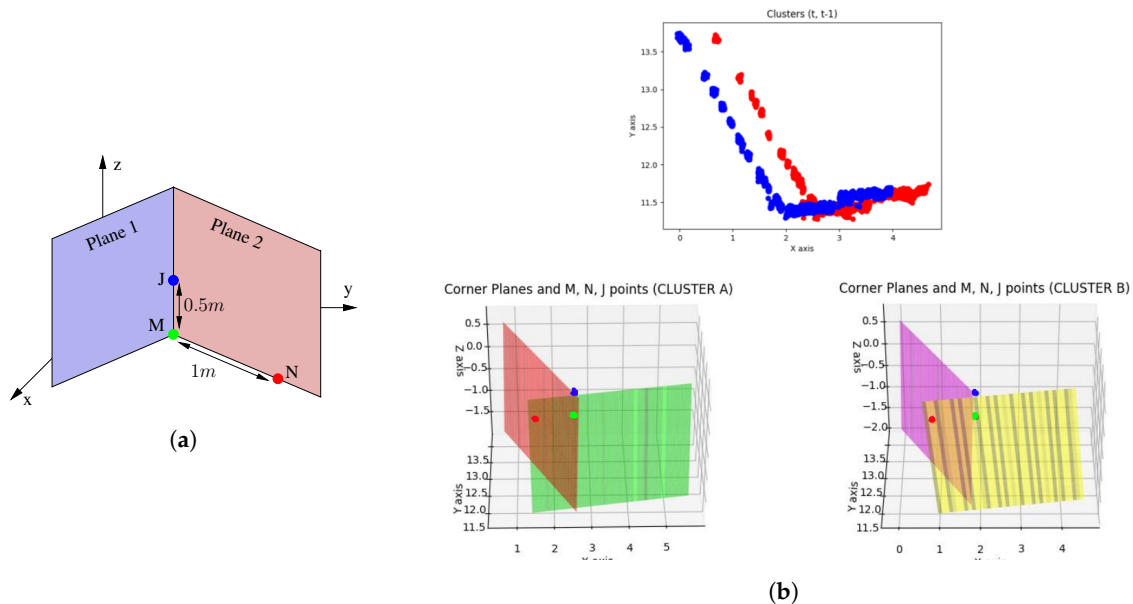 Clusters (t, t-1)
13.5
13.0
12.5
12.0
11.5
Y axis
0 1 2 3 4
X axis
z
Plane 1
Plane 2
J
0.5m
M
1m
N
y
x
(a)
Corner Planes and M, N, J points (CLUSTER A)
0.5
0.0
−0.5
−1.0
−1.5
Z axis
13.5
13.0
12.5
12.0
11.5
Y axis
1 2 3 4 5
X axis
Corner Planes and M, N, J points (CLUSTER B)
0.5
0.0
−0.5
−1.0
−1.5
−2.0
Z axis
13.5
13.0
12.5
12.0
11.5
Y axis
0 1 2 3 4
X axis
(b)